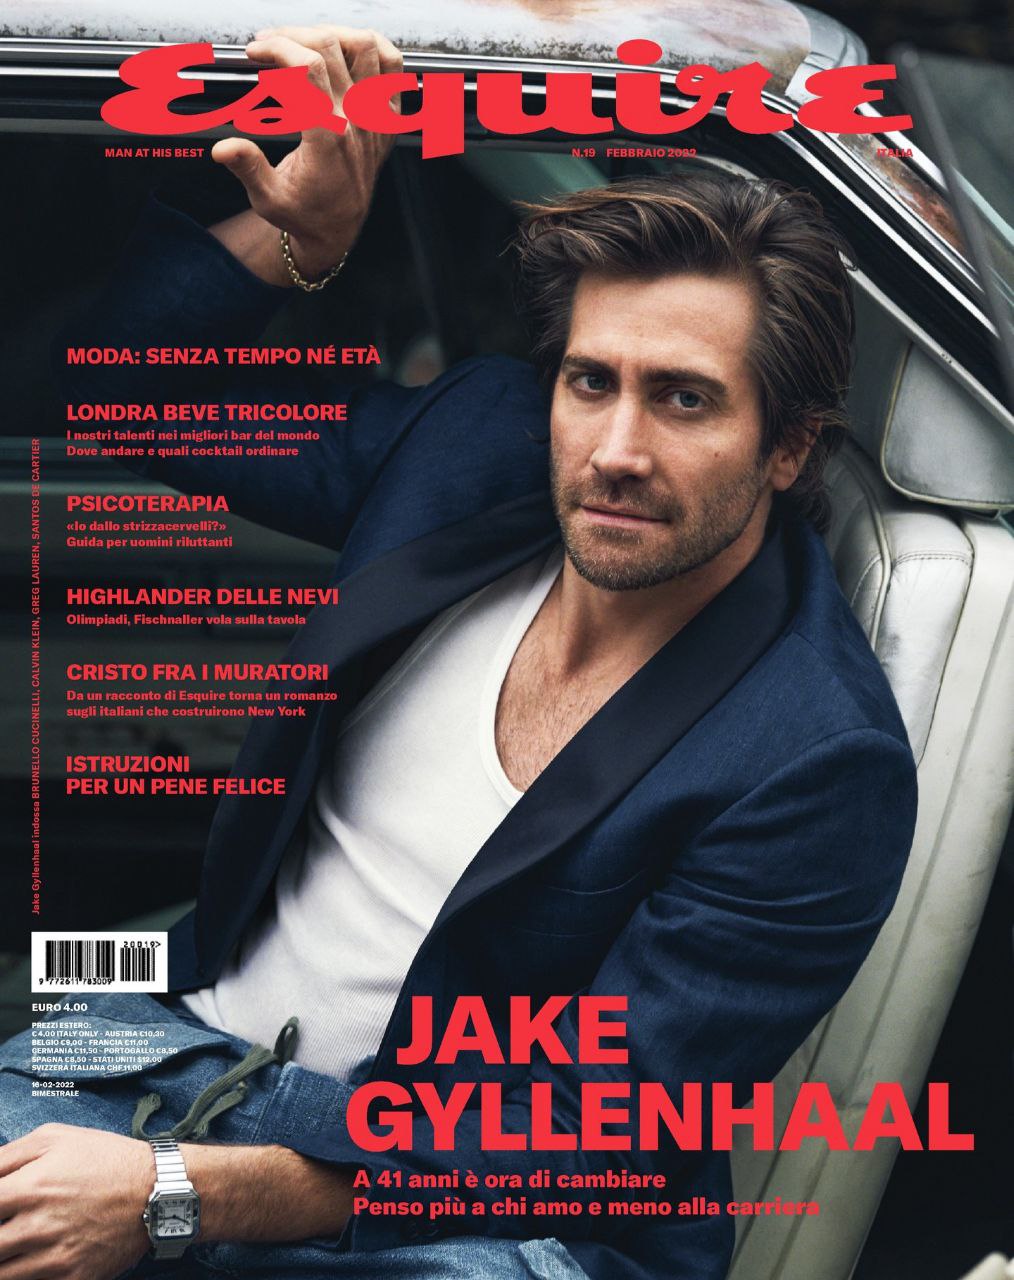 Esquire
MAN AT HIS BEST
N.19 FEBBRAIO 2022
ITALIA
MODA: SENZA TEMPO NÉ ETÀ
LONDRA BEVE TRICOLORE
I nostri talenti nei migliori bar del mondo
Dove andare e quali cocktail ordinare
PSICOTERAPIA
«Io dallo strizzacervelli?»
Guida per uomini riluttanti
HIGHLANDER DELLE NEVI
Olimpiadi, Fischnaller vola sulla tavola
CRISTO FRA I MURATORI
Da un racconto di Esquire torna un romanzo
sugli italiani che costruirono New York
ISTRUZIONI
PER UN PENE FELICE
Jake Gyllenhaal indossa BRUNELLO CUCINELLI, CALVIN KLEIN, GREG LAUREN, SANTOS DE CARTIER
20019>
9 772611 783009
EURO 4.00
PREZZI ESTERO:
€ 4,00 ITALY ONLY - AUSTRIA €10,30
BELGIO €9,00 - FRANCIA €11,00
GERMANIA €11,50 - PORTOGALLO €8,50
SPAGNA €8,50 - STATI UNITI $12.00
SVIZZERA ITALIANA CHF.11,00
16-02-2022
BIMESTRALE
JAKE
GYLLENHAAL
A 41 anni è ora di cambiare
Penso più a chi amo e meno alla carriera